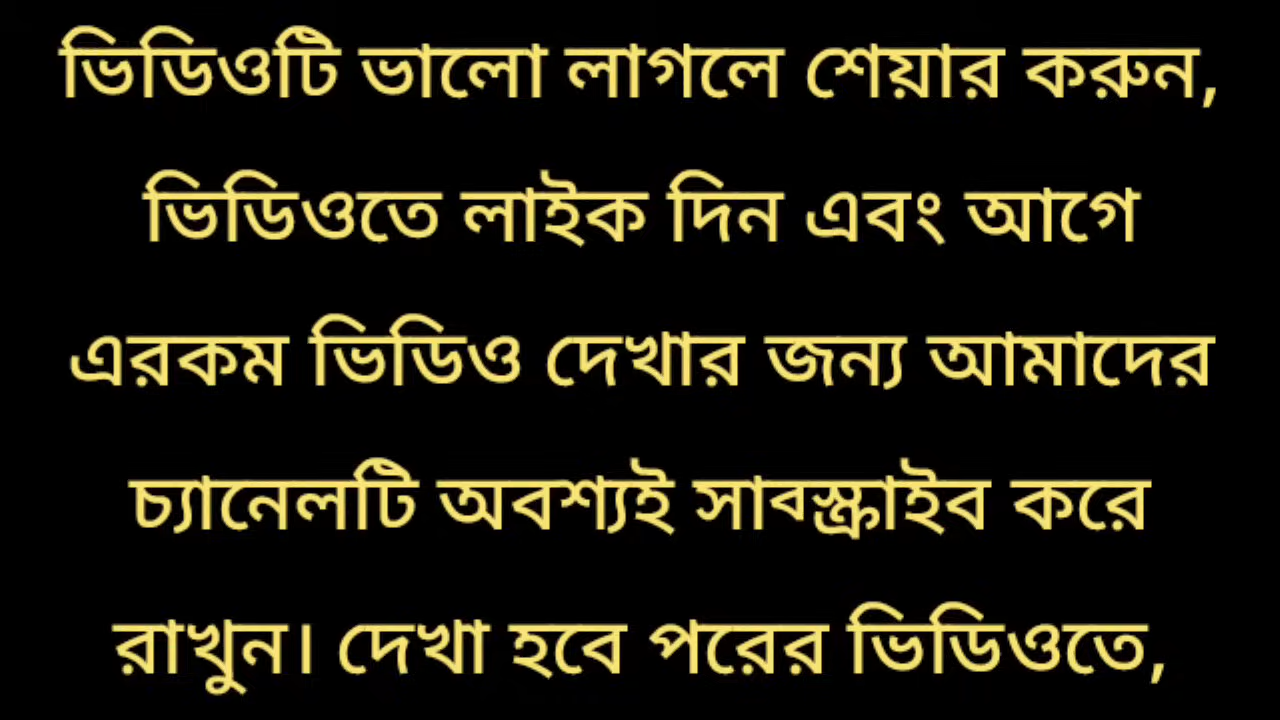 ভিডিওটি ভালো লাগলে শেয়ার করুন,
ভিডিওতে লাইক দিন এবং আগে
এরকম ভিডিও দেখার জন্য আমাদের
চ্যানেলটি অবশ্যই সাবস্ক্রাইব করে
রাখুন। দেখা হবে পরের ভিডিওতে,